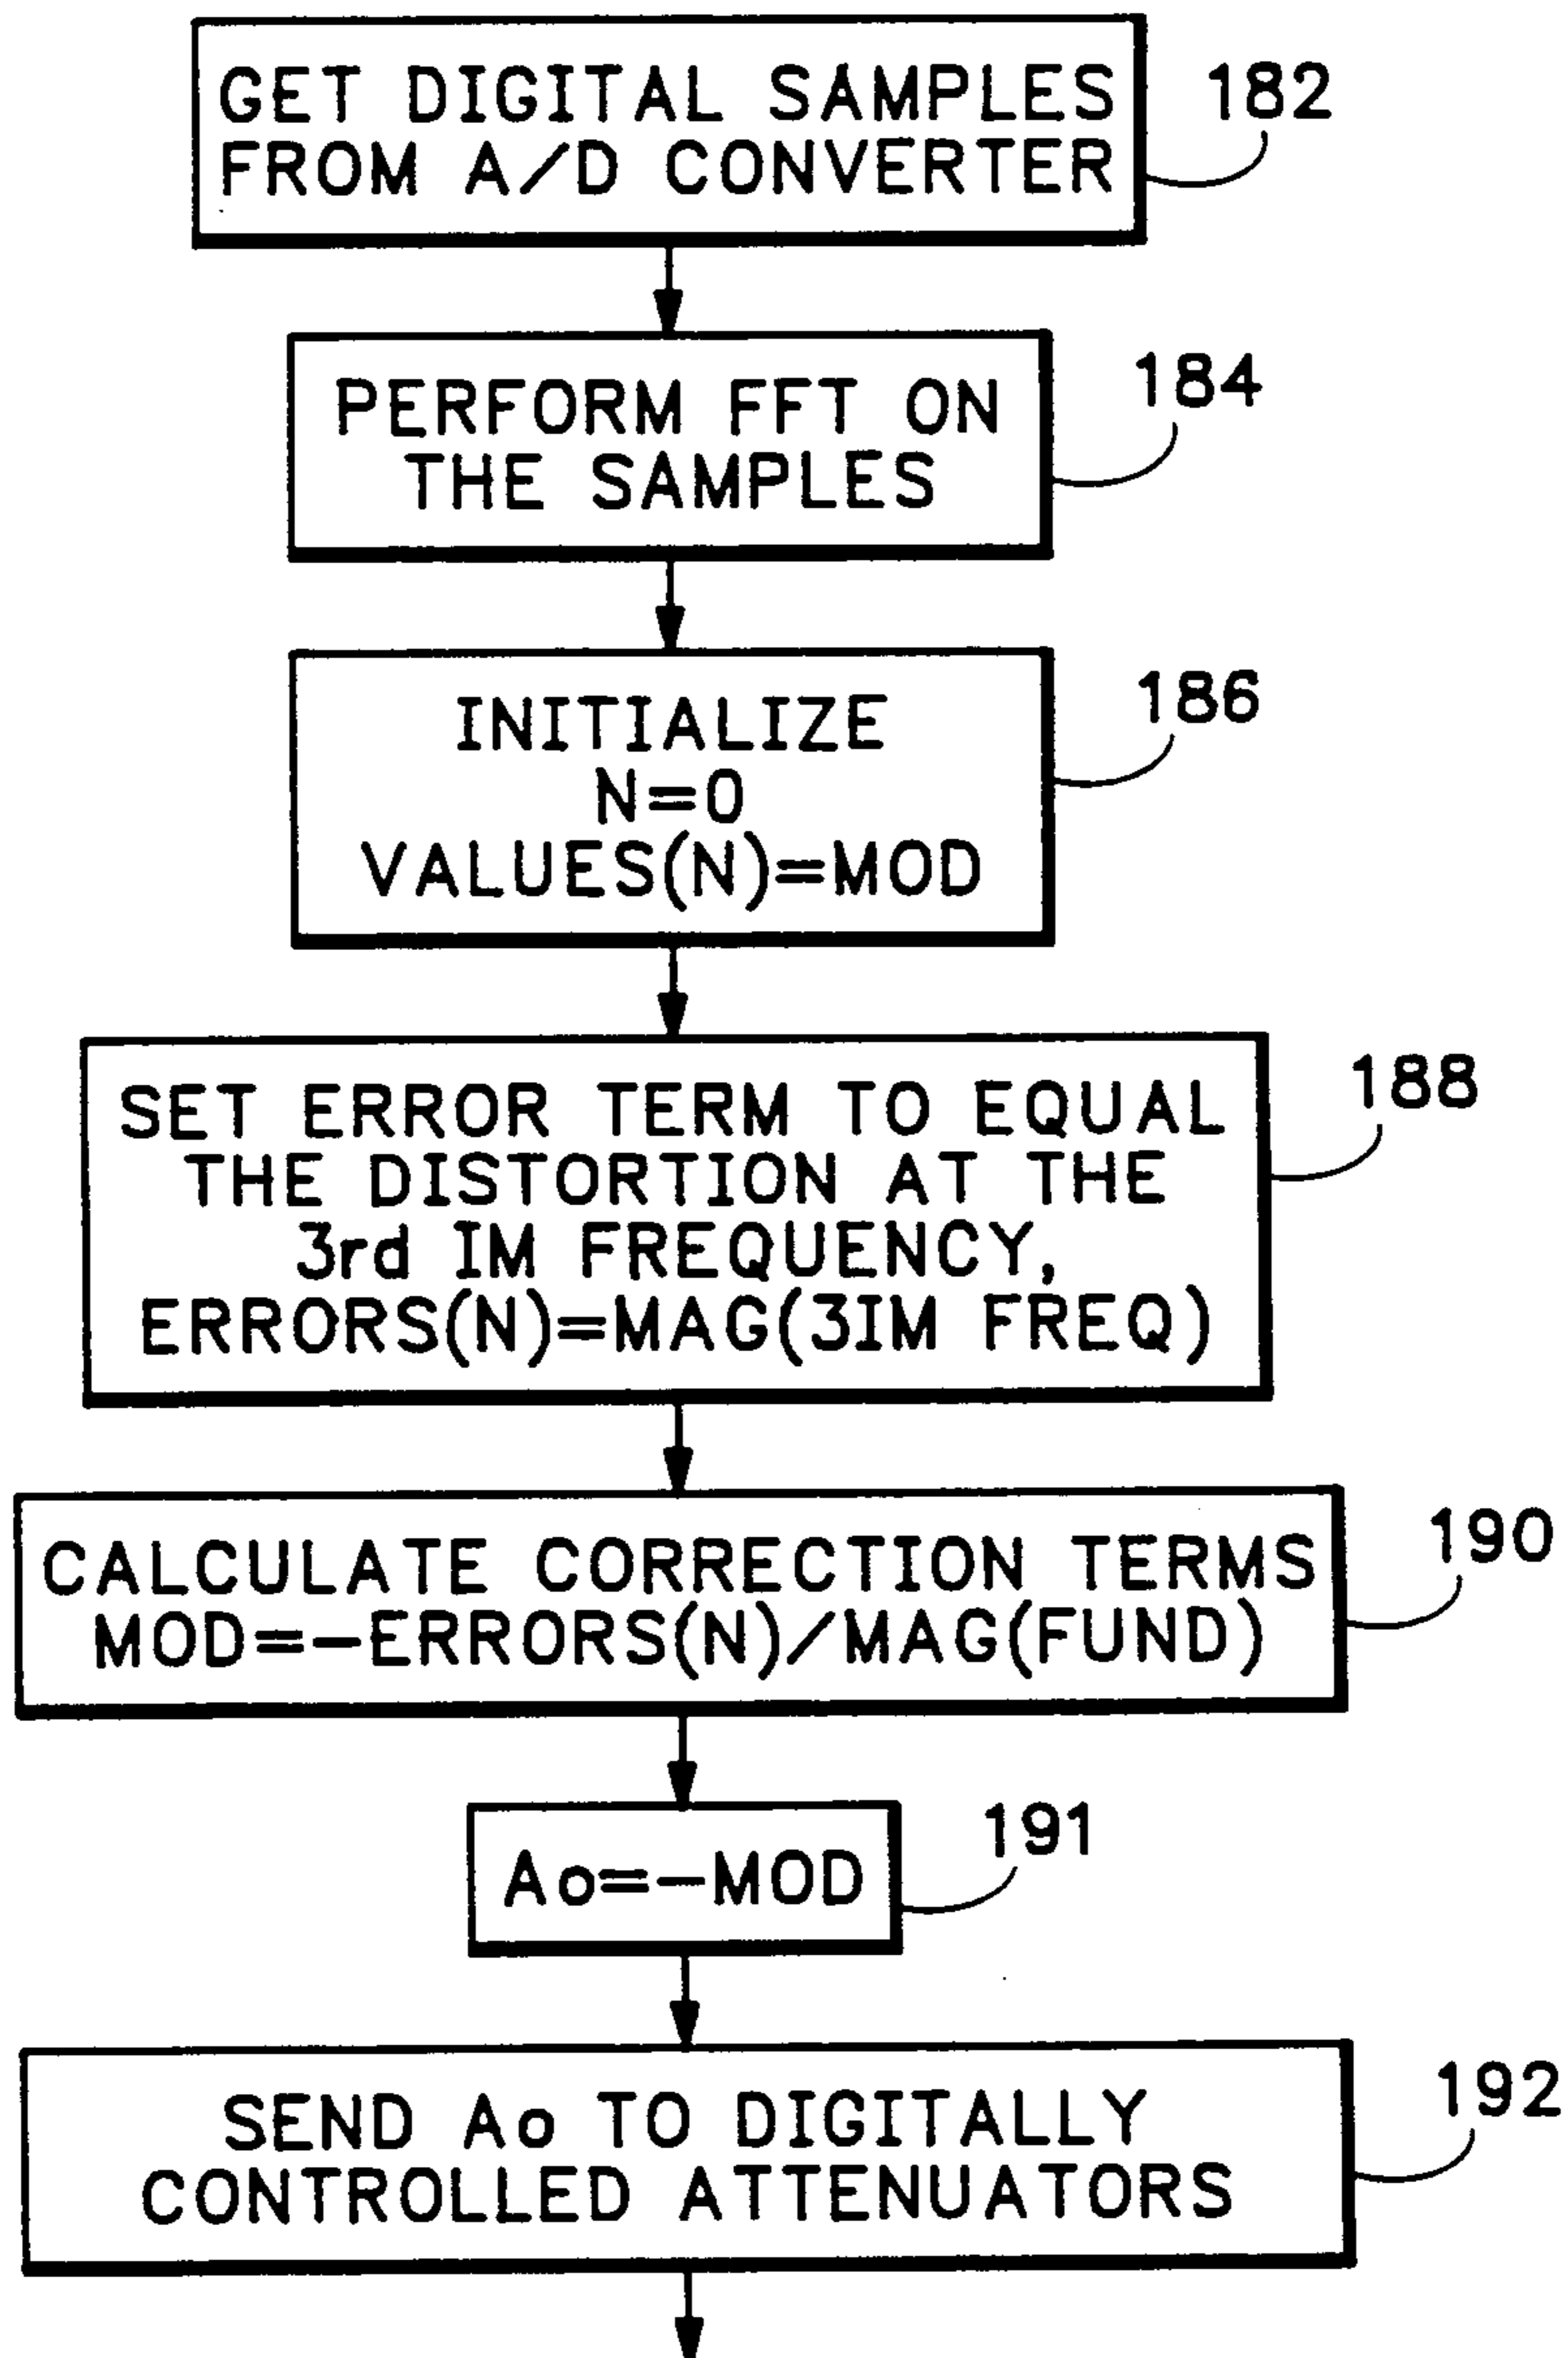 GET DIGITAL SAMPLES
FROM A/D CONVERTER
182
PERFORM FFT ON
THE SAMPLES
184
INITIALIZE
N=0
VALUES(N)=MOD
186
SET ERROR TERM TO EQUAL
THE DISTORTION AT THE
3rd IM FREQUENCY,
ERRORS(N)=MAG(3IM FREQ)
188
CALCULATE CORRECTION TERMS
MOD=-ERRORS(N)/MAG(FUND)
190
Ao=-MOD
191
SEND Ao TO DIGITALLY
CONTROLLED ATTENUATORS
192